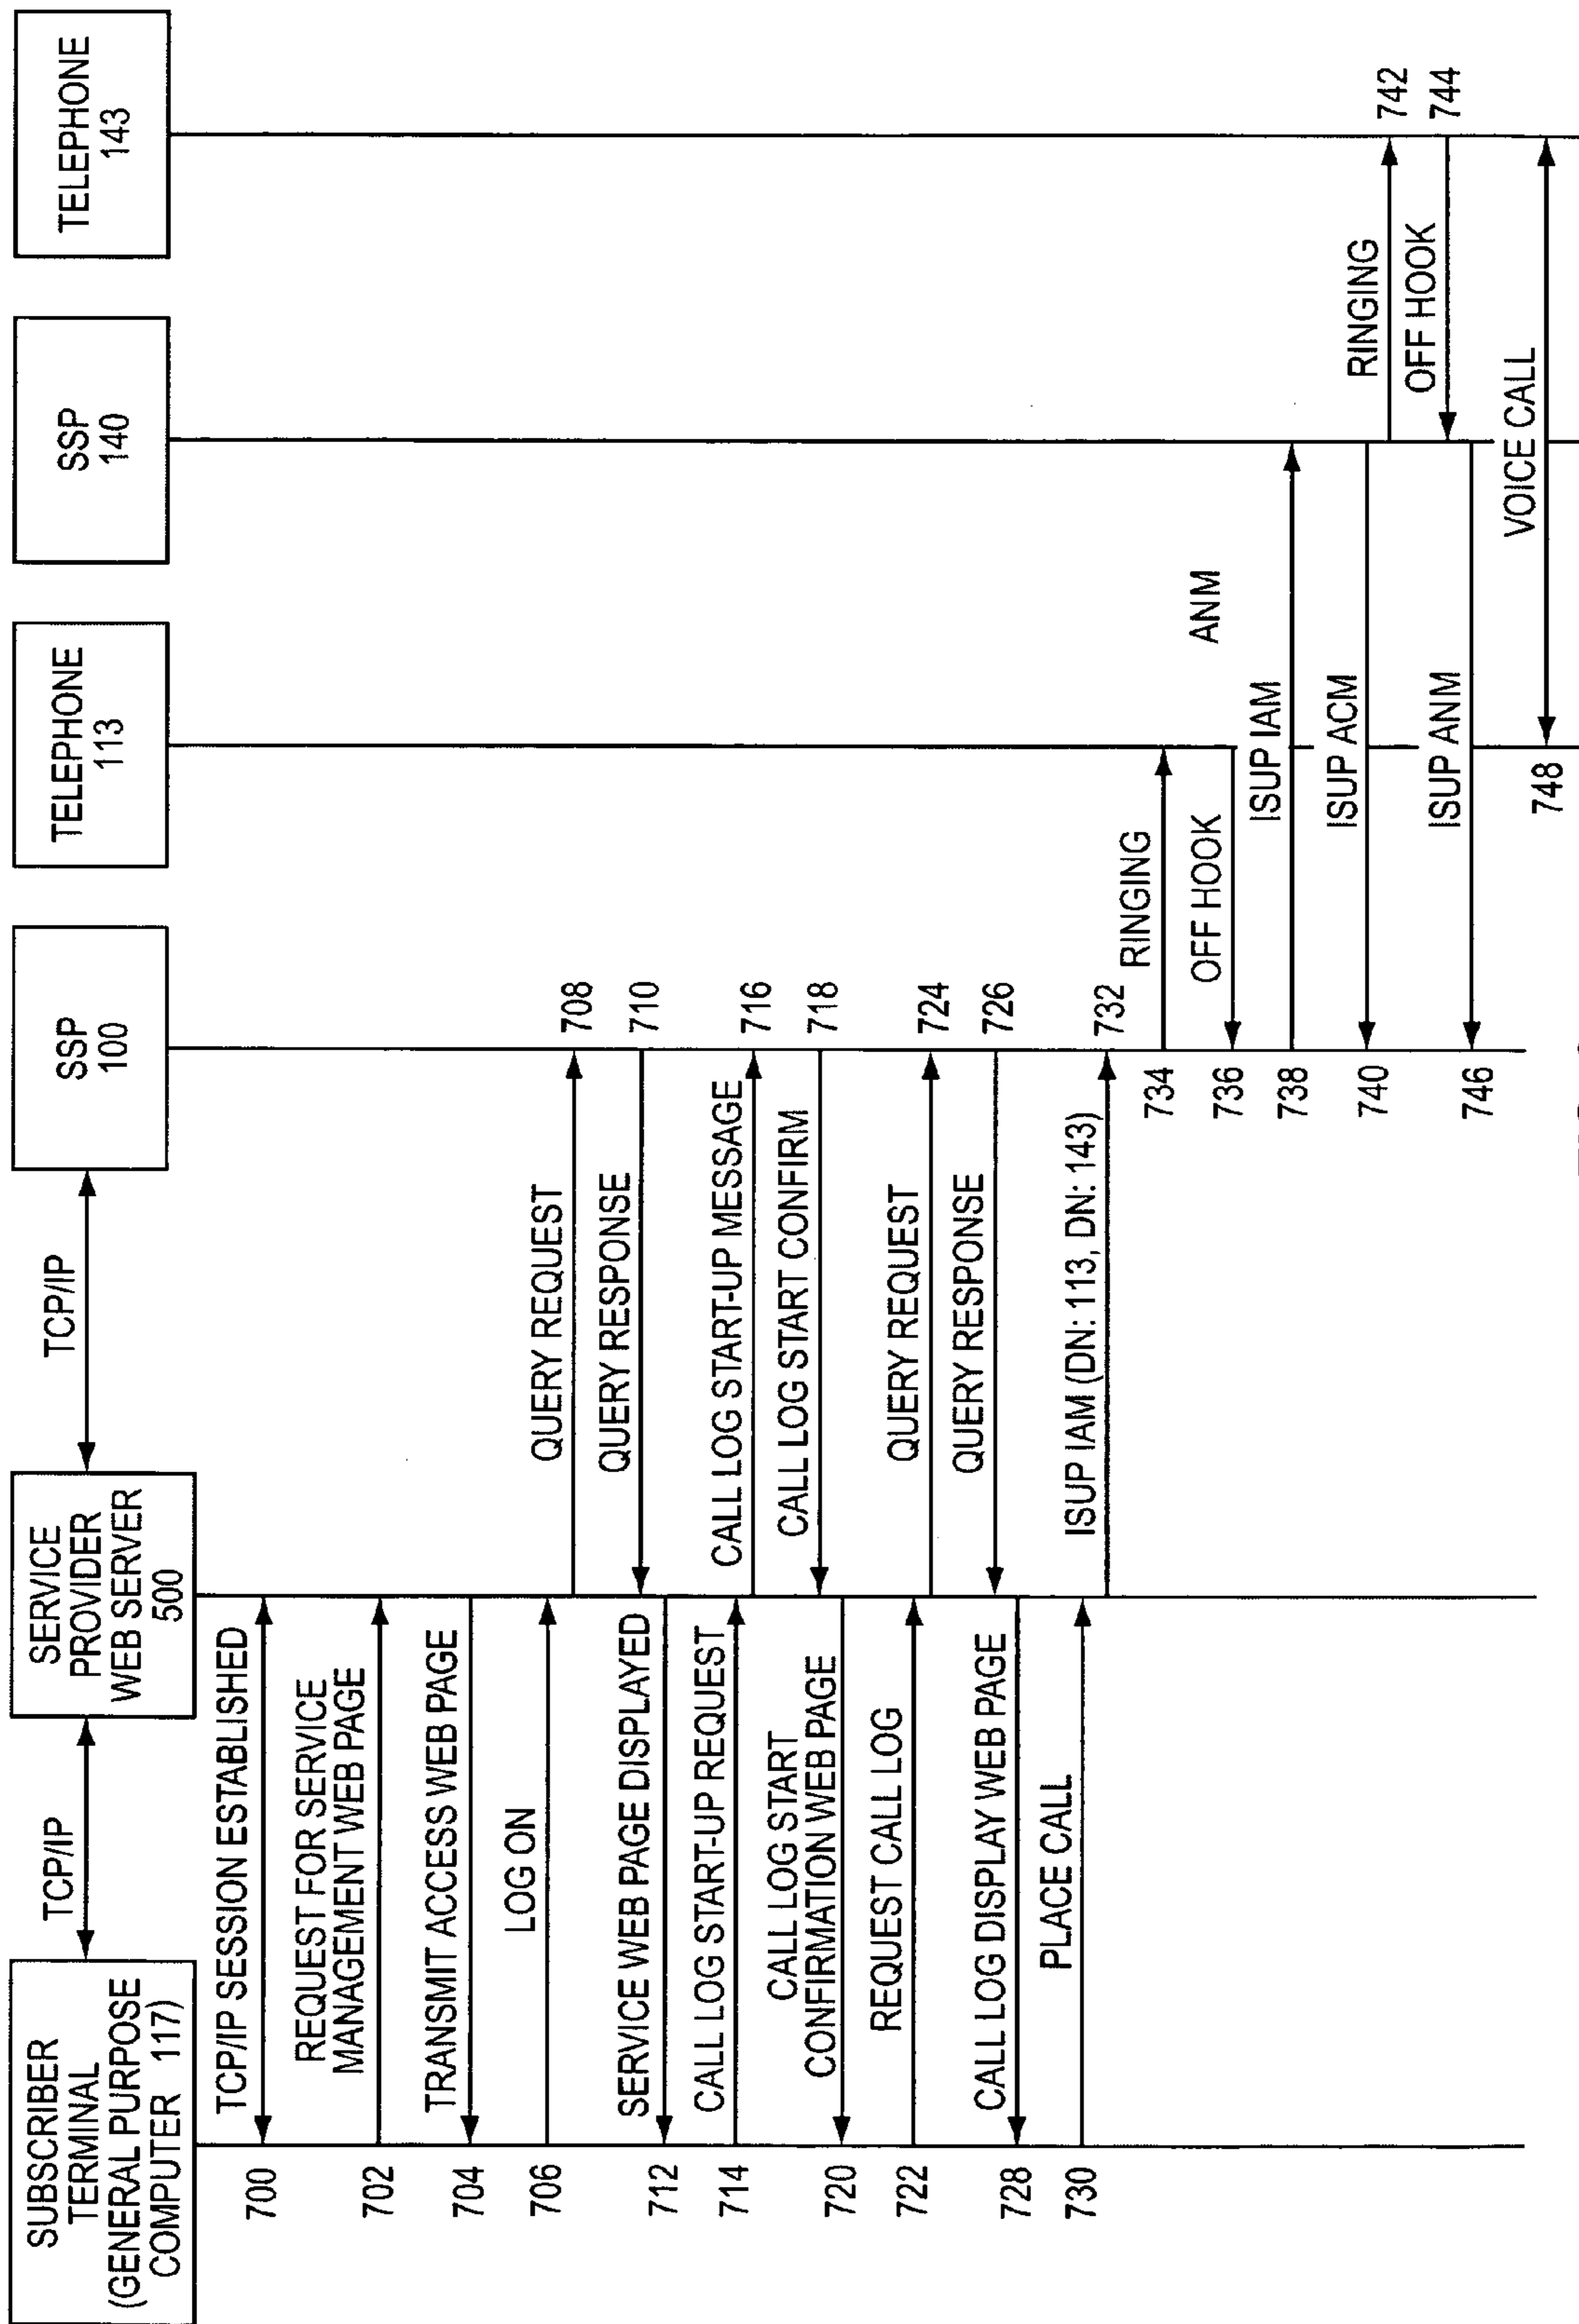 SUBSCRIBER
TERMINAL
(GENERAL PURPOSE
COMPUTER 117)
TCP/IP
SERVICE
PROVIDER
WEB SERVER
500
TCP/IP
SSP
100
TELEPHONE
113
SSP
140
TELEPHONE
143
700
TCP/IP SESSION ESTABLISHED
702
REQUEST FOR SERVICE
MANAGEMENT WEB PAGE
704
TRANSMIT ACCESS WEB PAGE
706
LOG ON
QUERY REQUEST
708
QUERY RESPONSE
710
712
SERVICE WEB PAGE DISPLAYED
714
CALL LOG START-UP REQUEST
CALL LOG START-UP MESSAGE
716
CALL LOG START CONFIRM
718
720
CALL LOG START
CONFIRMATION WEB PAGE
722
REQUEST CALL LOG
QUERY REQUEST
724
QUERY RESPONSE
726
728
CALL LOG DISPLAY WEB PAGE
730
PLACE CALL
ISUP IAM (DN: 113, DN: 143)
732
734
RINGING
736
OFF HOOK
ANM
738
ISUP IAM
740
ISUP ACM
RINGING
742
OFF HOOK
744
746
ISUP ANM
748
VOICE CALL